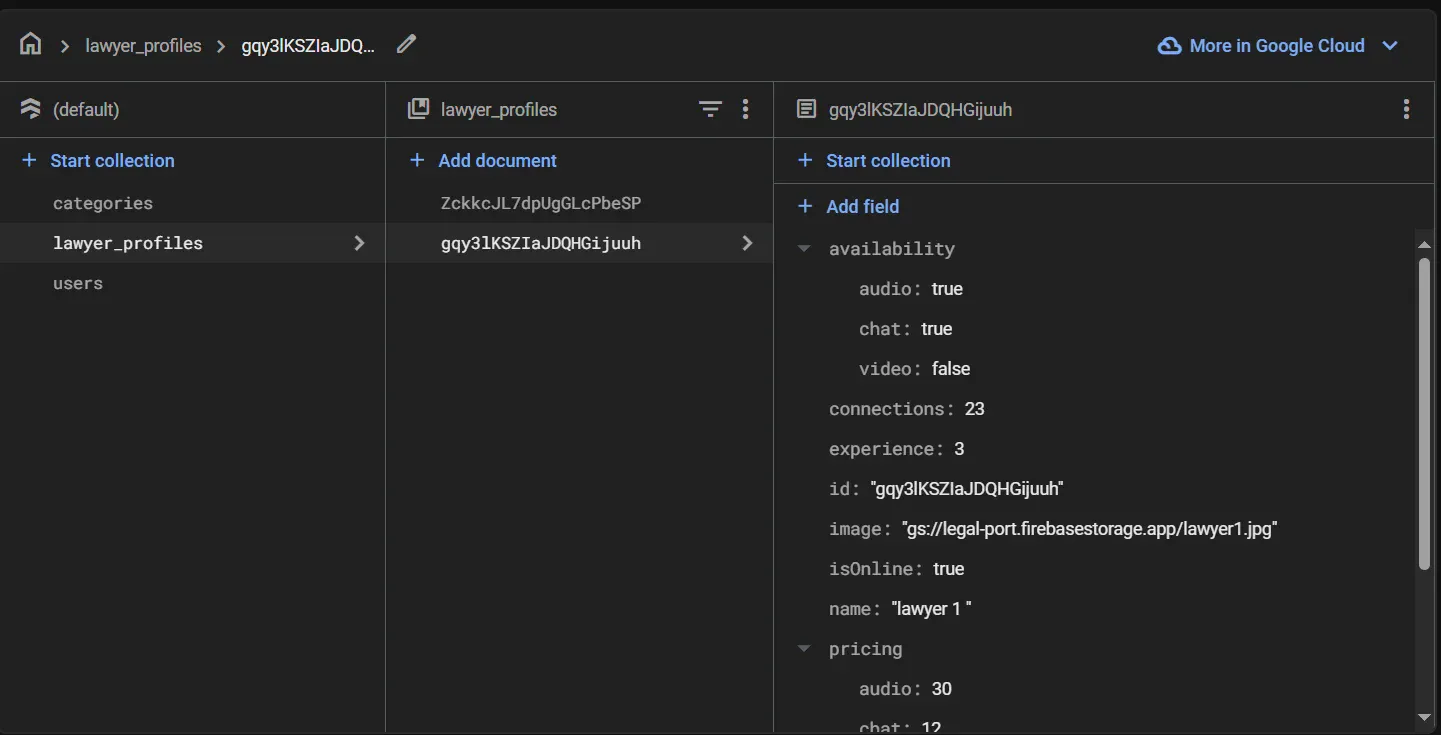 lawyer_profiles
gqy3lKSZIaJDQ...
More in Google Cloud
(default)
lawyer_profiles
gqy3lKSZIaJDQHGijuuh
Start collection
categories
lawyer_profiles
users
Add document
ZckkcJL7dpUgGLcPbeSP
gqy3lKSZIaJDQHGijuuh
Start collection
Add field
availability
audio: true
chat: true
video: false
connections: 23
experience: 3
id: "gqy3lKSZIaJDQHGijuuh"
image: "gs://legal-port.firebasestorage.app/lawyer1.jpg"
isOnline: true
name: "lawyer 1 "
pricing
audio: 30
chat: 12